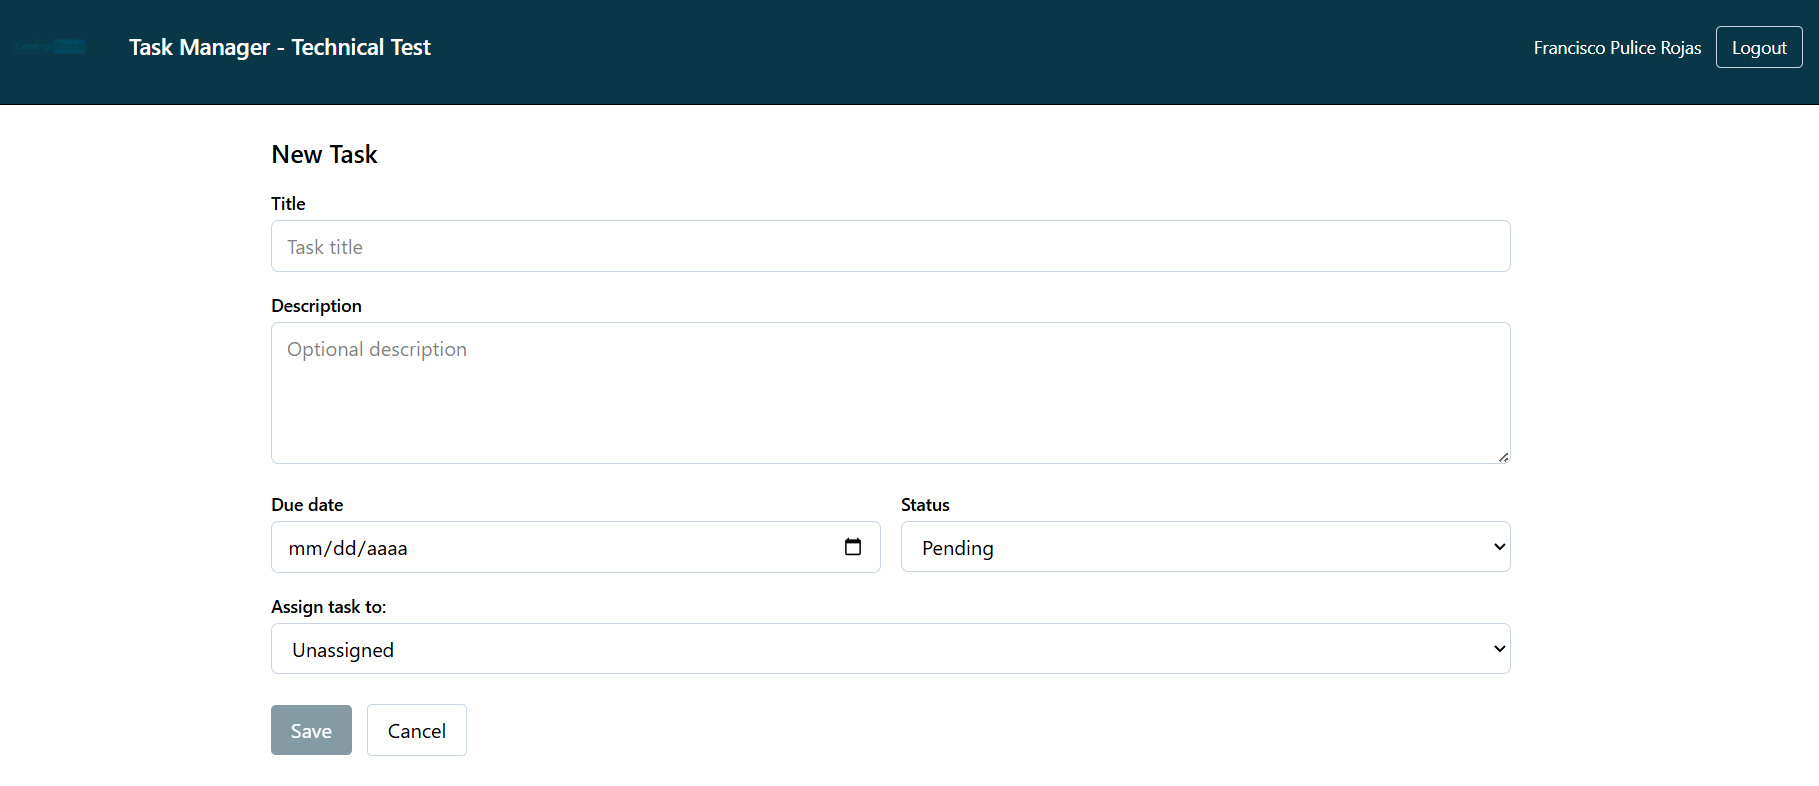 Task Manager - Technical Test
Francisco Pulice Rojas
Logout
New Task
Title
Task title
Description
Optional description
Due date
Status
mm/dd/aaaa
Pending
Assign task to:
Unassigned
Save
Cancel